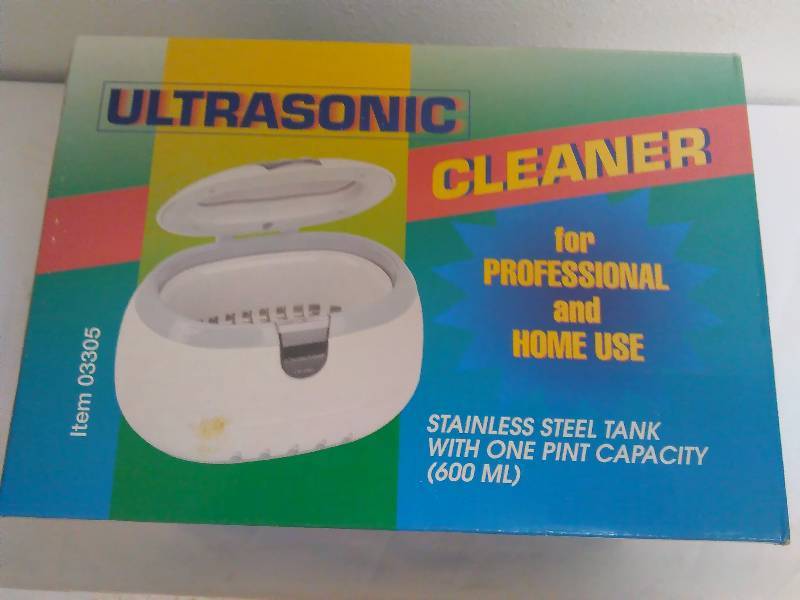 ULTRASONIC
CLEANER
for
PROFESSIONAL
and
HOME USE
Item 03305
STAINLESS STEEL TANK
WITH ONE PINT CAPACITY
(600 ML)